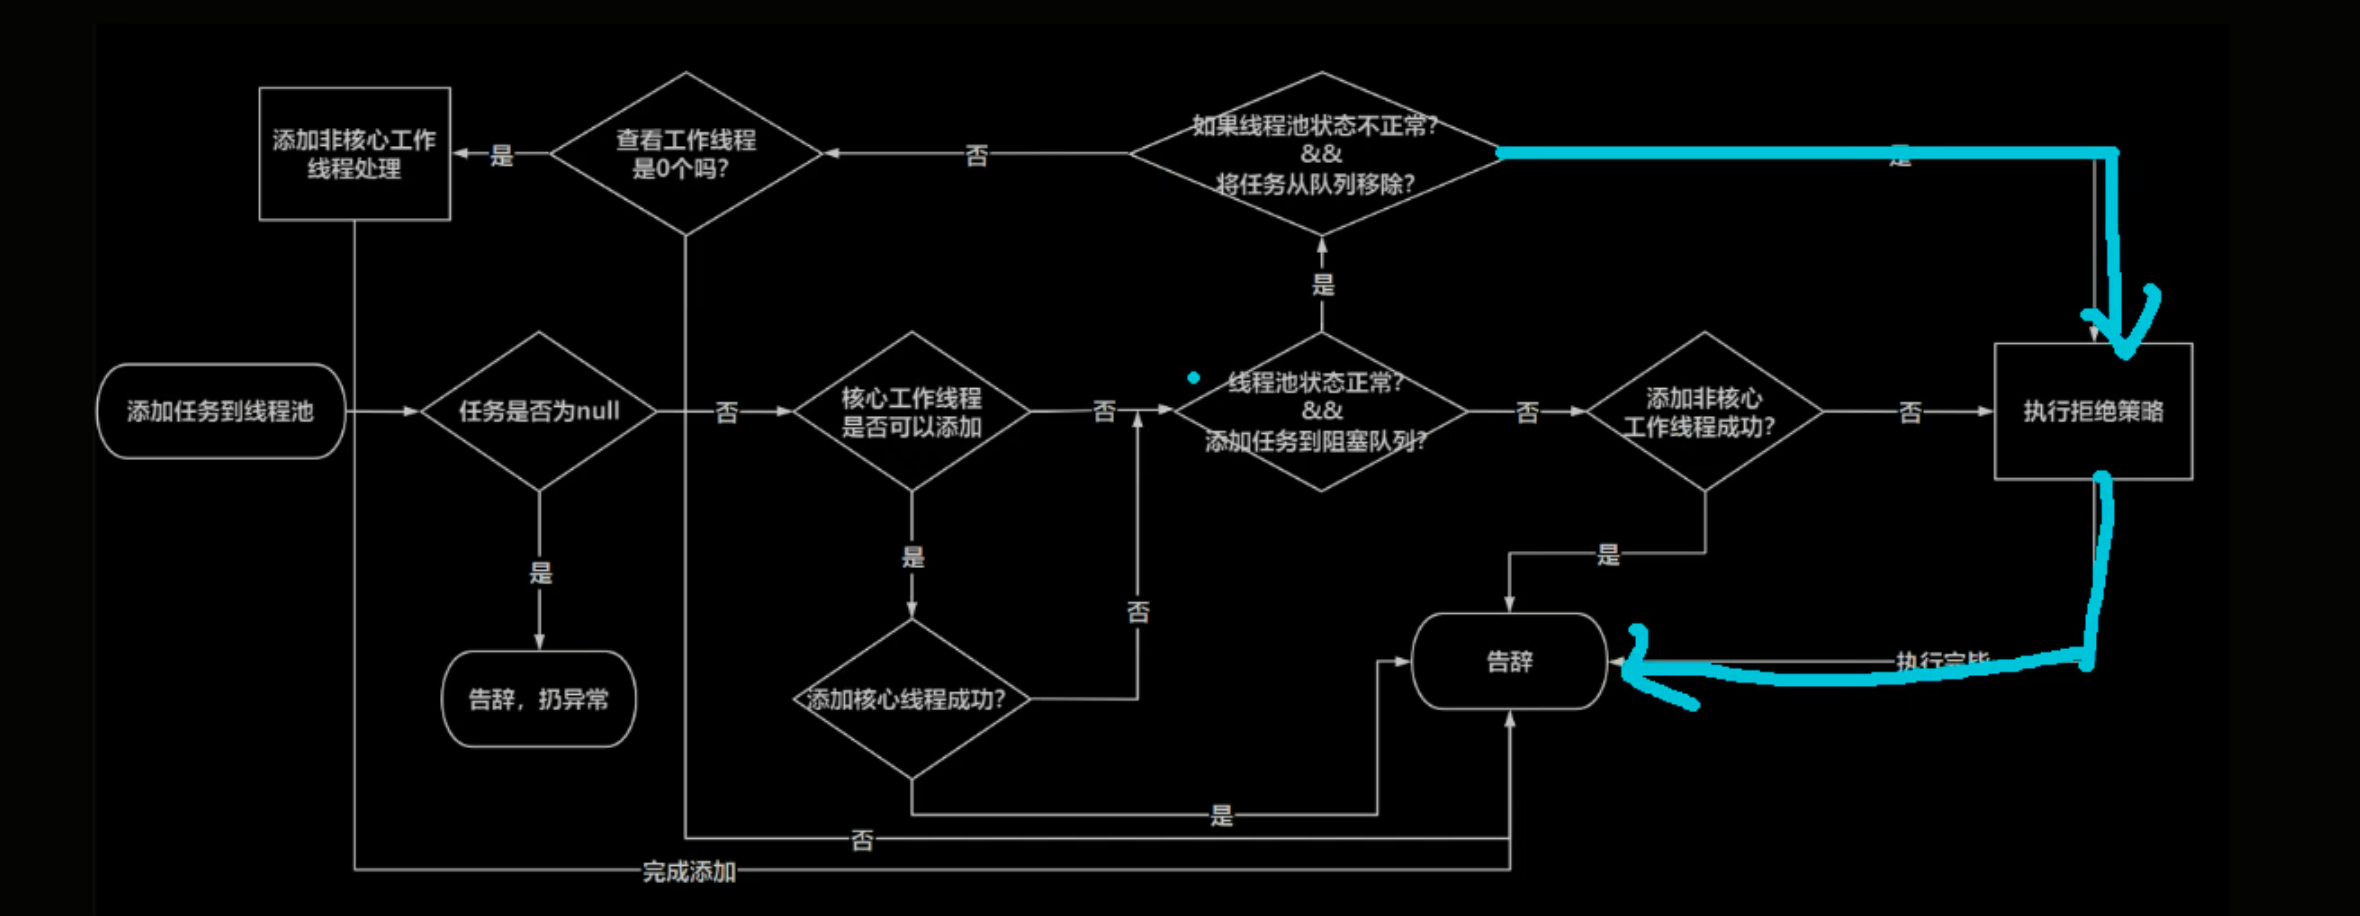 添加非核心工作
线程处理
是
查看工作线程
是0个吗?
否
如果线程池状态不正常?
&&
将任务从队列移除?
是
是
添加任务到线程池
任务是否为null
否
核心工作线程
是否可以添加
否
线程池状态正常?
&&
添加任务到阻塞队列?
否
添加非核心
工作线程成功?
否
执行拒绝策略
是
是
否
是
告辞，扔异常
添加核心线程成功?
告辞
执行完毕
是
否
完成添加